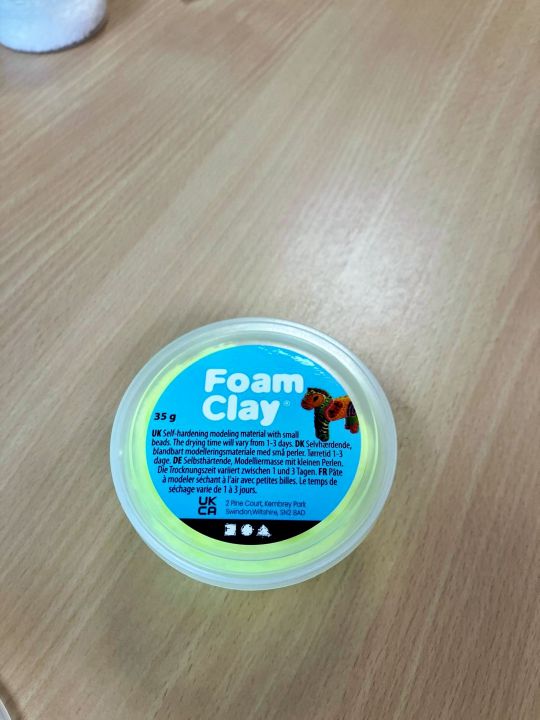 Foam
Clay®
35 g
UK Self-hardening modeling material with small
beads. The drying time will vary from 1-3 days. DK Selvhærdende,
blandbart modelleringsmateriale med små perler. Tørretid 1-3
dage. DE Selbsthärtende, Modelliermasse mit kleinen Perlen.
Die Trocknungszeit variiert zwischen 1 und 3 Tagen. FR Pâte
à modeler séchant à l'air avec petites billes. Le temps de
séchage varie de 1 à 3 jours.
UK
CA
2 Pine Court, Kembrey Park
Swindon,Wiltshire, SN2 8AD